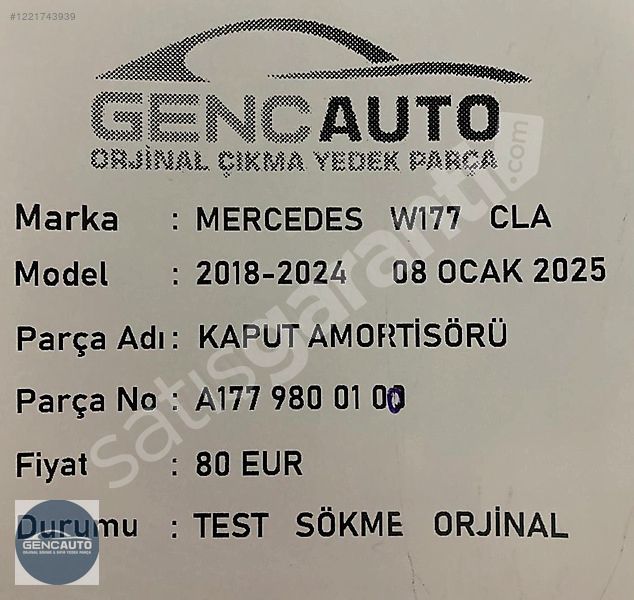 #1221743939
GENCAUTO
ORJİNAL ÇIKMA YEDEK PARÇA
Marka : MERCEDES W177 CLA
Model : 2018-2024 08 OCAK 2025
Parça Adı : KAPUT AMORTİSÖRÜ
Parça No : A177 980 01 00
Fiyat : 80 EUR
Durumu : TEST SÖKME ORJİNAL
satisgaranti.com
GENCAUTO